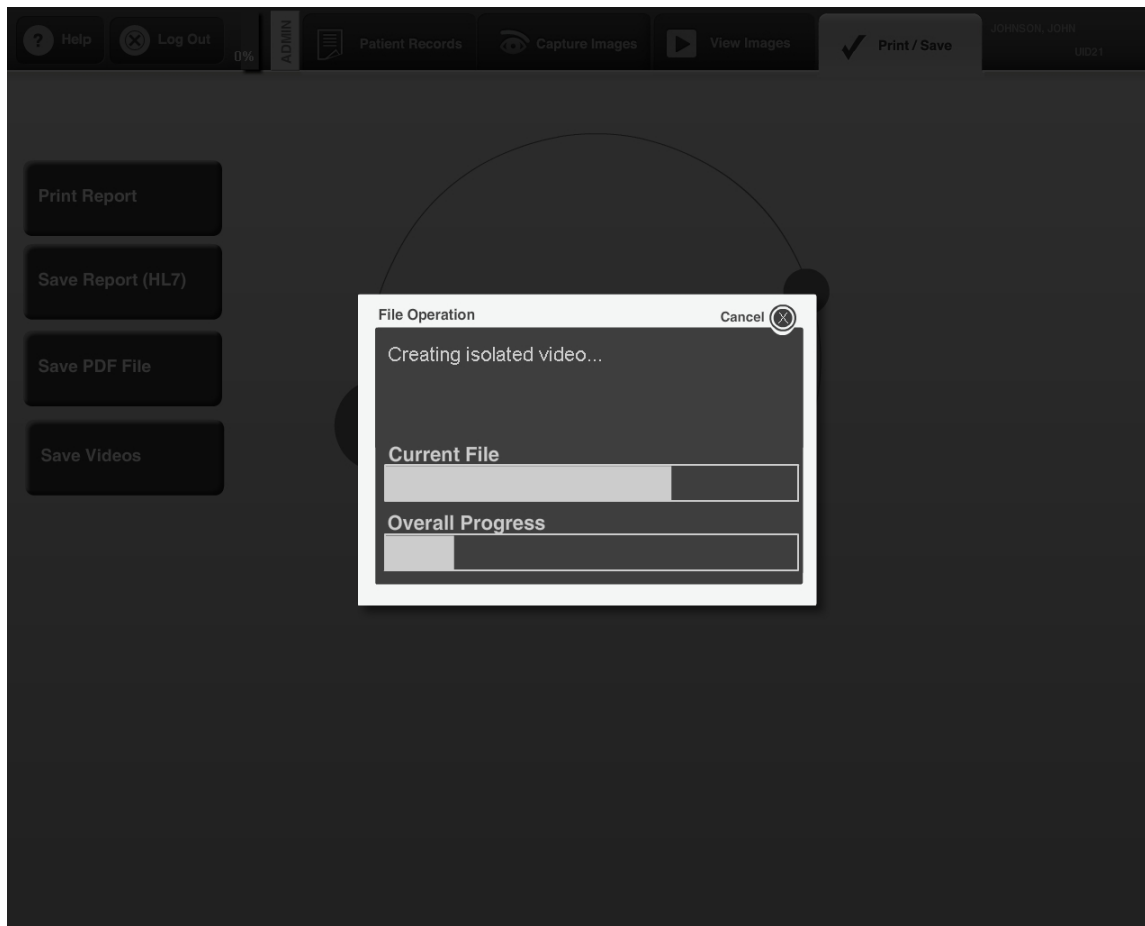 ? Help
Log Out
0%
ADMIN
Patient Records
Capture Images
View Images
Print / Save
JOHNSON, JOHN
UID21
Print Report
Save Report (HL7)
Save PDF File
Save Videos
File Operation
Cancel X
Creating isolated video...
Current File
Overall Progress